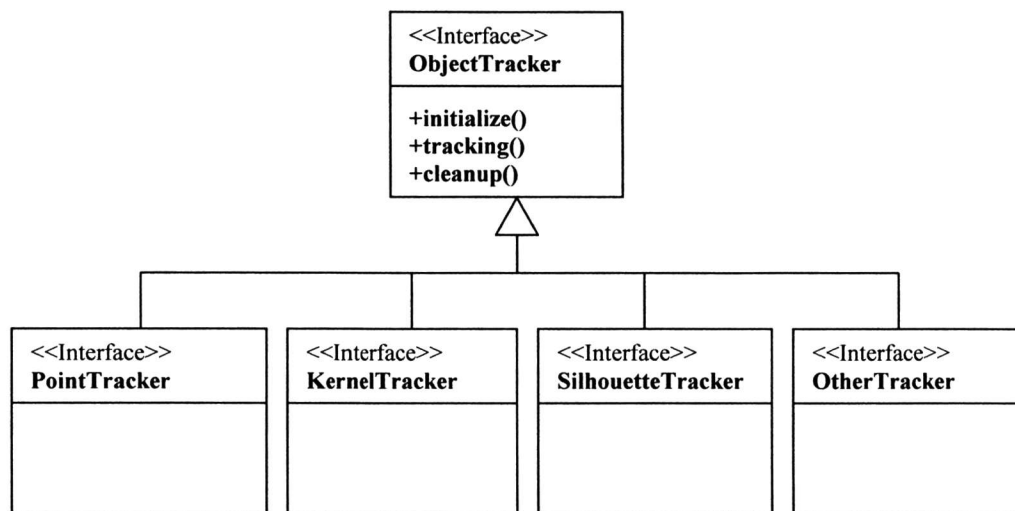 <<Interface>>
ObjectTracker
+initialize()
+tracking()
+cleanup()
<<Interface>>
PointTracker
<<Interface>>
KernelTracker
<<Interface>>
SilhouetteTracker
<<Interface>>
OtherTracker